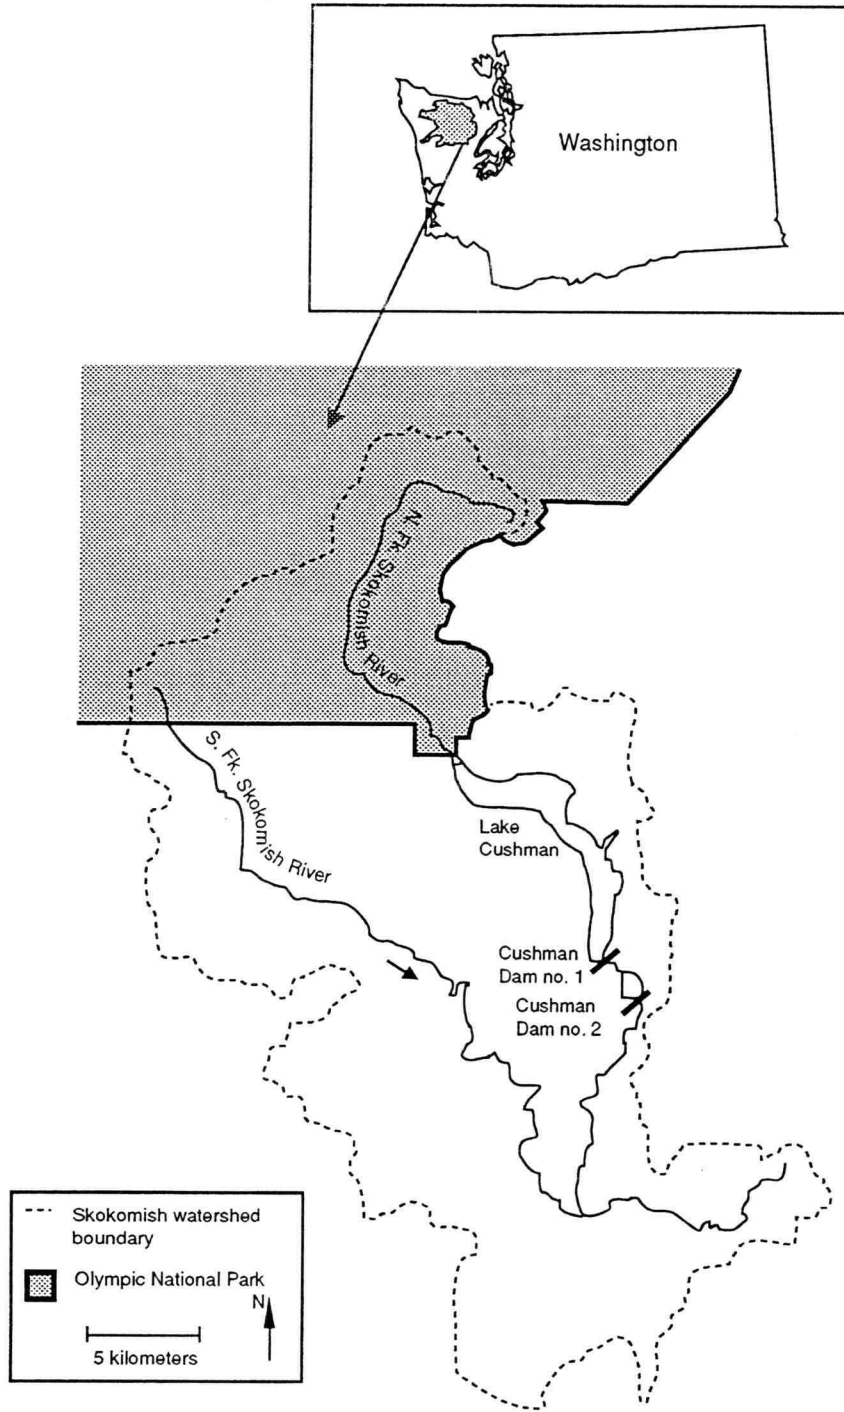 Washington
N. Fk. Skokomish River
S. Fk. Skokomish River
Lake
Cushman
Cushman
Dam no. 1
Cushman
Dam no. 2
Skokomish watershed
boundary
Olympic National Park
N
5 kilometers